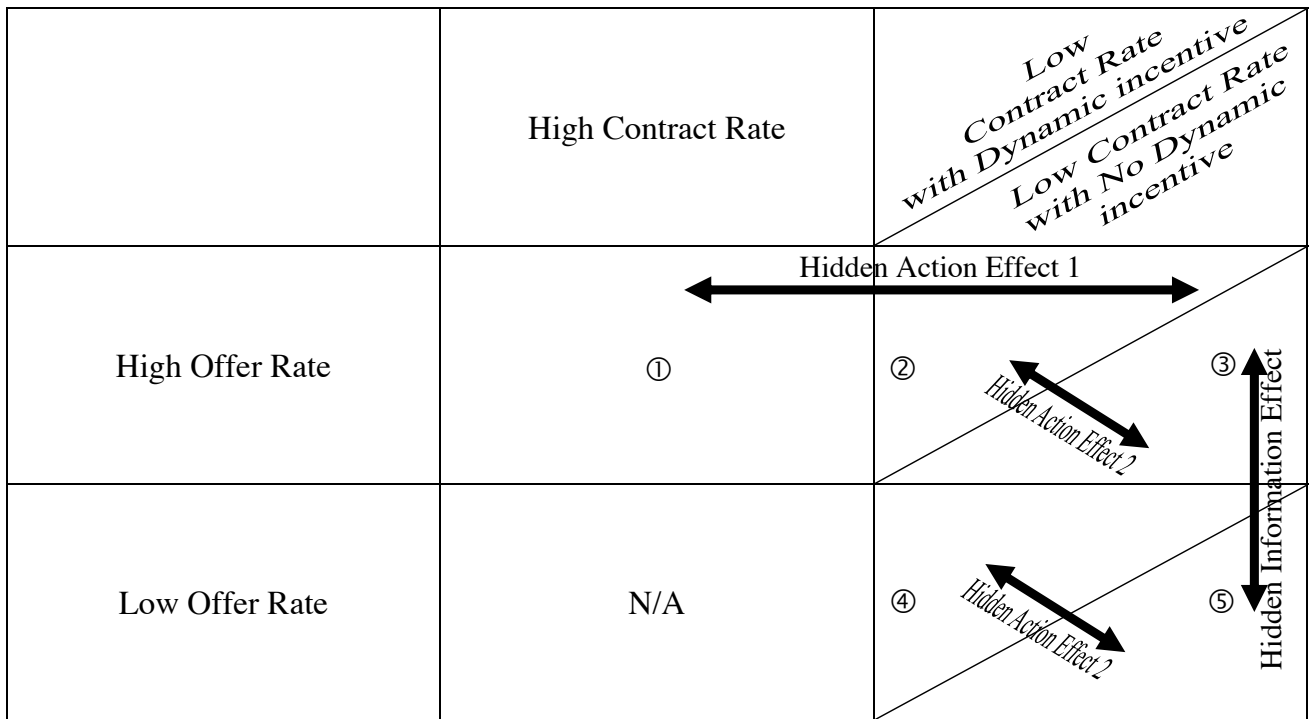 High Contract Rate
Low
Contract Rate
with Dynamic incentive
Low Contract Rate
with No Dynamic
incentive
Hidden Action Effect 1
High Offer Rate
①
②
Hidden Action Effect 2
③
Hidden Information Effect
Low Offer Rate
N/A
④
Hidden Action Effect 2
⑤